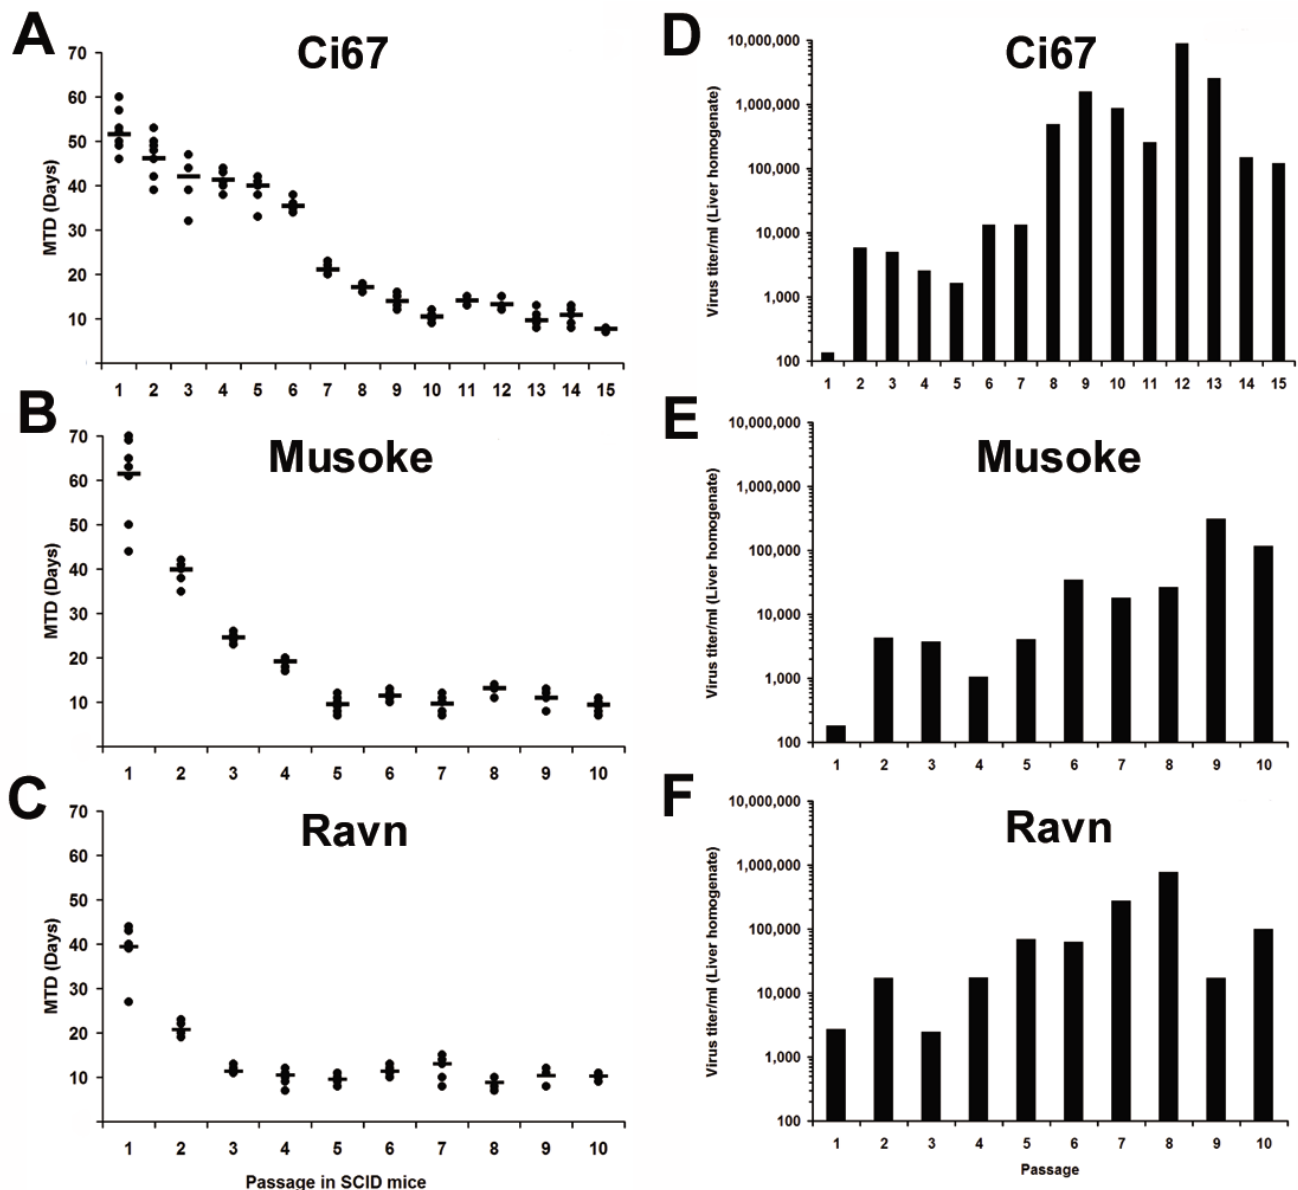 A
Ci67
MTD (Days)
70
60
50
40
30
20
10
1 2 3 4 5 6 7 8 9 10 11 12 13 14 15
B
Musoke
MTD (Days)
70
60
50
40
30
20
10
1 2 3 4 5 6 7 8 9 10
C
Ravn
MTD (Days)
70
60
50
40
30
20
10
1 2 3 4 5 6 7 8 9 10
Passage in SCID mice
D
Ci67
Virus titer/ml (Liver homogenate)
10,000,000
1,000,000
100,000
10,000
1,000
100
1 2 3 4 5 6 7 8 9 10 11 12 13 14 15
E
Musoke
Virus titer/ml (Liver homogenate)
10,000,000
1,000,000
100,000
10,000
1,000
100
1 2 3 4 5 6 7 8 9 10
F
Ravn
Virus titer/ml (Liver homogenate)
10,000,000
1,000,000
100,000
10,000
1,000
100
1 2 3 4 5 6 7 8 9 10
Passage